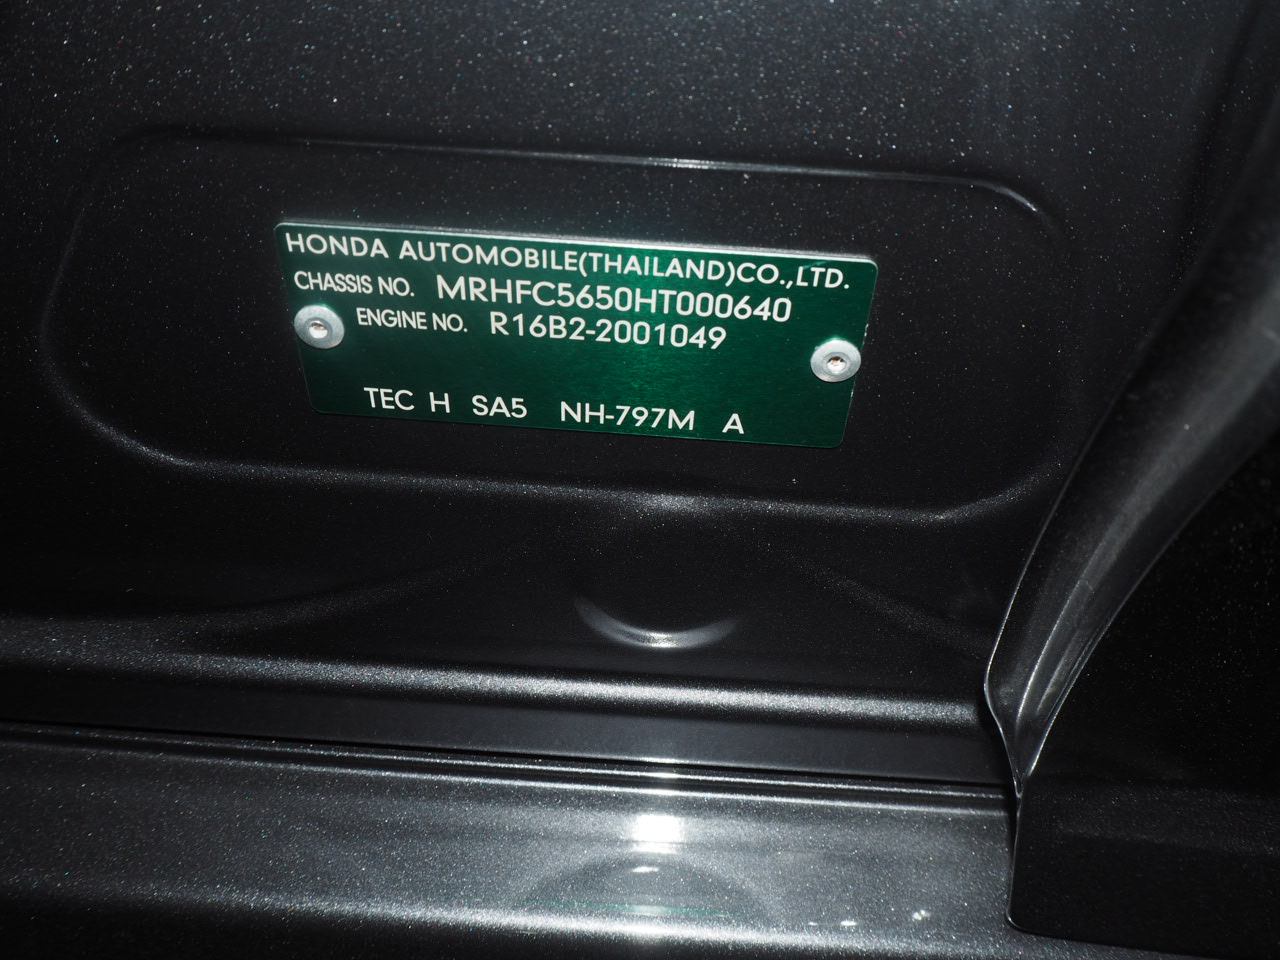 HONDA AUTOMOBILE(THAILAND)CO.,LTD.
CHASSIS NO. MRHFC5650HT000640
ENGINE NO. R16B2-2001049
TEC H SA5 NH-797M A